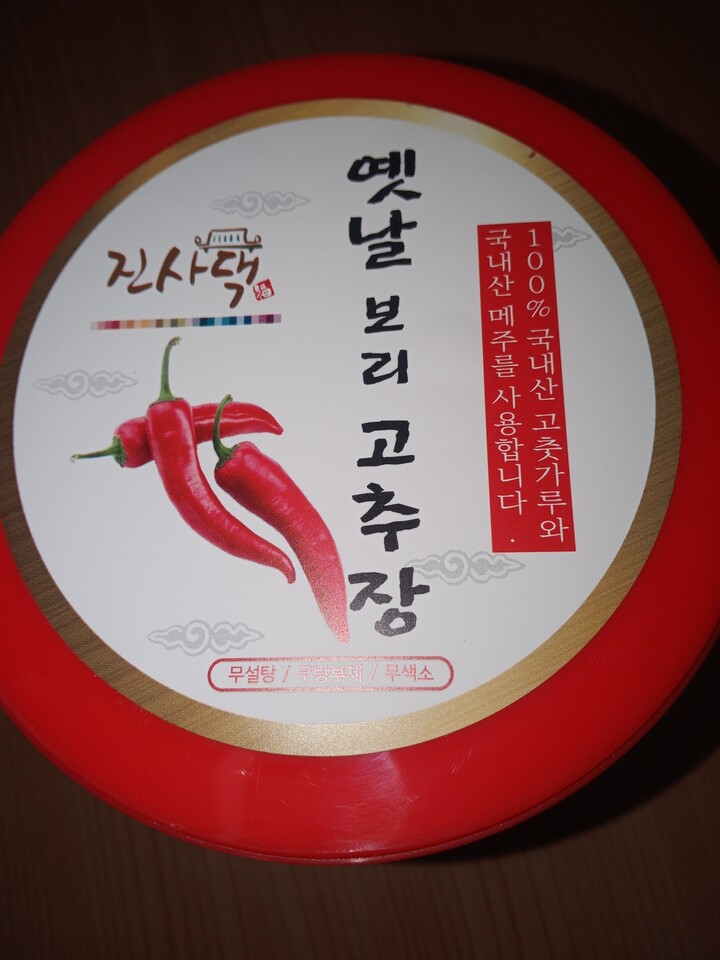 진사댁
옛날 보리 고추장
100% 국내산 고춧가루와
국내산 메주를 사용합니다.
무설탕 / 무방부제 / 무색소